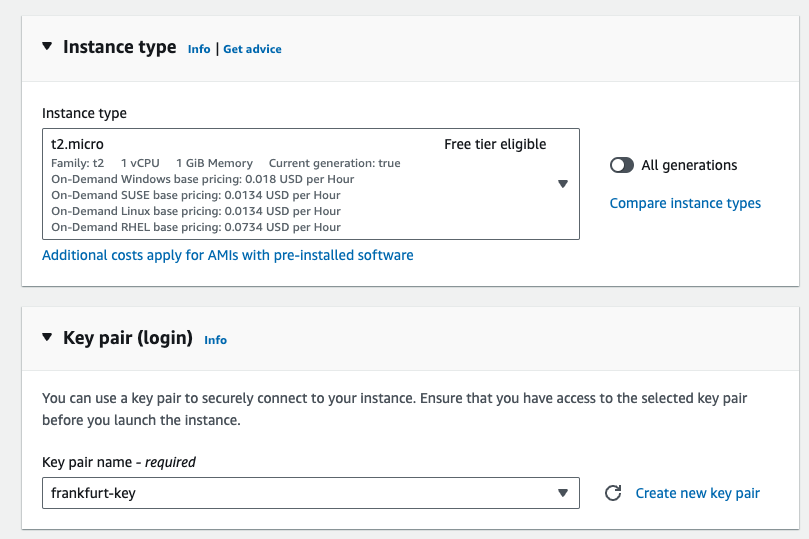 Instance type Info | Get advice
Instance type
t2.micro Free tier eligible
Family: t2 1 vCPU 1 GiB Memory Current generation: true
On-Demand Windows base pricing: 0.018 USD per Hour
On-Demand SUSE base pricing: 0.0134 USD per Hour
On-Demand Linux base pricing: 0.0134 USD per Hour
On-Demand RHEL base pricing: 0.0734 USD per Hour
All generations
Compare instance types
Additional costs apply for AMIs with pre-installed software
Key pair (login) Info
You can use a key pair to securely connect to your instance. Ensure that you have access to the selected key pair
before you launch the instance.
Key pair name - required
frankfurt-key
Create new key pair